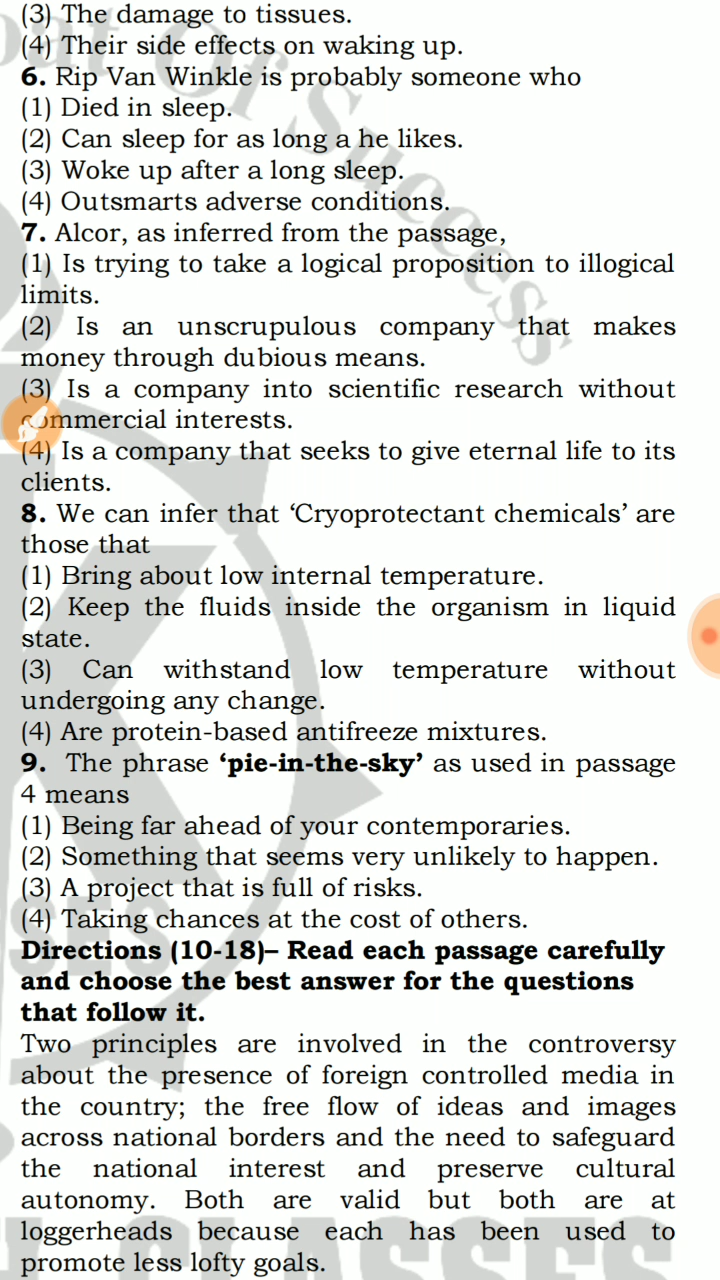 (3) The damage to tissues.
(4) Their side effects on waking up.
6. Rip Van Winkle is probably someone who
(1) Died in sleep.
(2) Can sleep for as long a he likes.
(3) Woke up after a long sleep.
(4) Outsmarts adverse conditions.
7. Alcor, as inferred from the passage,
(1) Is trying to take a logical proposition to illogical
limits.
(2) Is an unscrupulous company that makes
money through dubious means.
(3) Is a company into scientific research without
commercial interests.
(4) Is a company that seeks to give eternal life to its
clients.
8. We can infer that ‘Cryoprotectant chemicals’ are
those that
(1) Bring about low internal temperature.
(2) Keep the fluids inside the organism in liquid
state.
(3) Can withstand low temperature without
undergoing any change.
(4) Are protein-based antifreeze mixtures.
9. The phrase ‘pie-in-the-sky’ as used in passage
4 means
(1) Being far ahead of your contemporaries.
(2) Something that seems very unlikely to happen.
(3) A project that is full of risks.
(4) Taking chances at the cost of others.
Directions (10-18)– Read each passage carefully
and choose the best answer for the questions
that follow it.
Two principles are involved in the controversy
about the presence of foreign controlled media in
the country; the free flow of ideas and images
across national borders and the need to safeguard
the national interest and preserve cultural
autonomy. Both are valid but both are at
loggerheads because each has been used to
promote less lofty goals.
Of Success
CLASSES